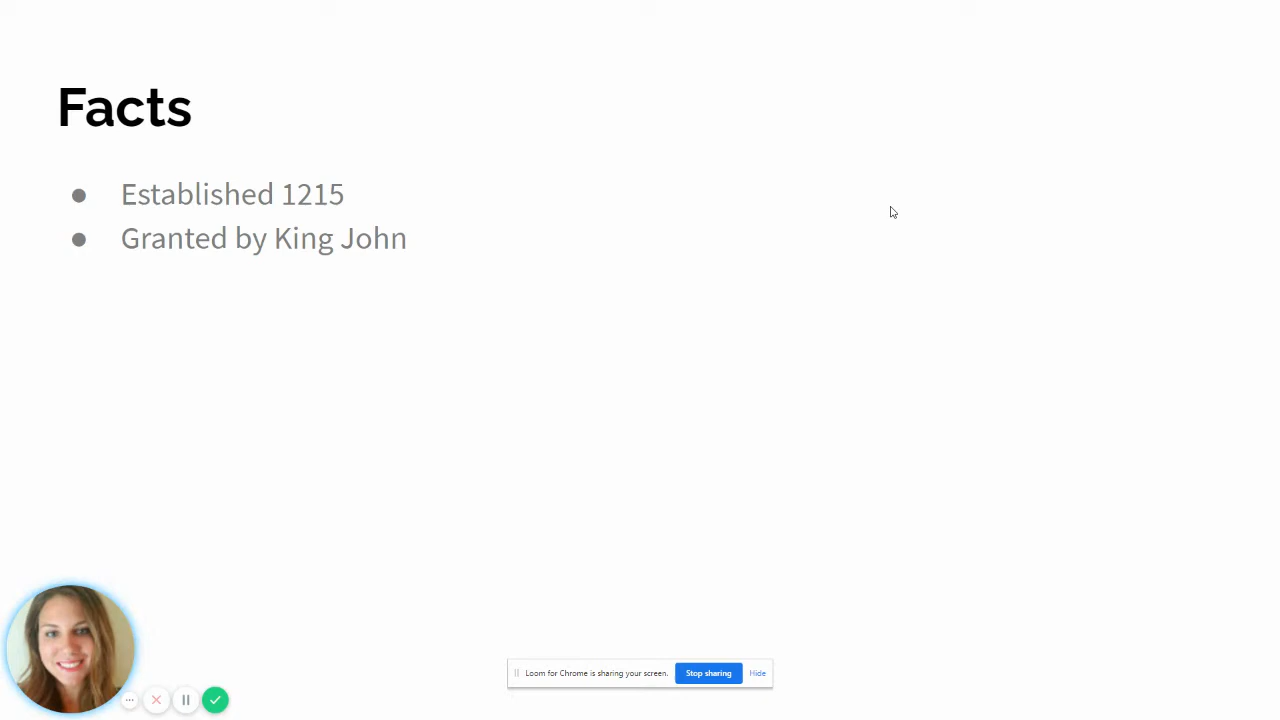 Facts
● Established 1215
● Granted by King John
Loom for Chrome is sharing your screen. Stop sharing Hide